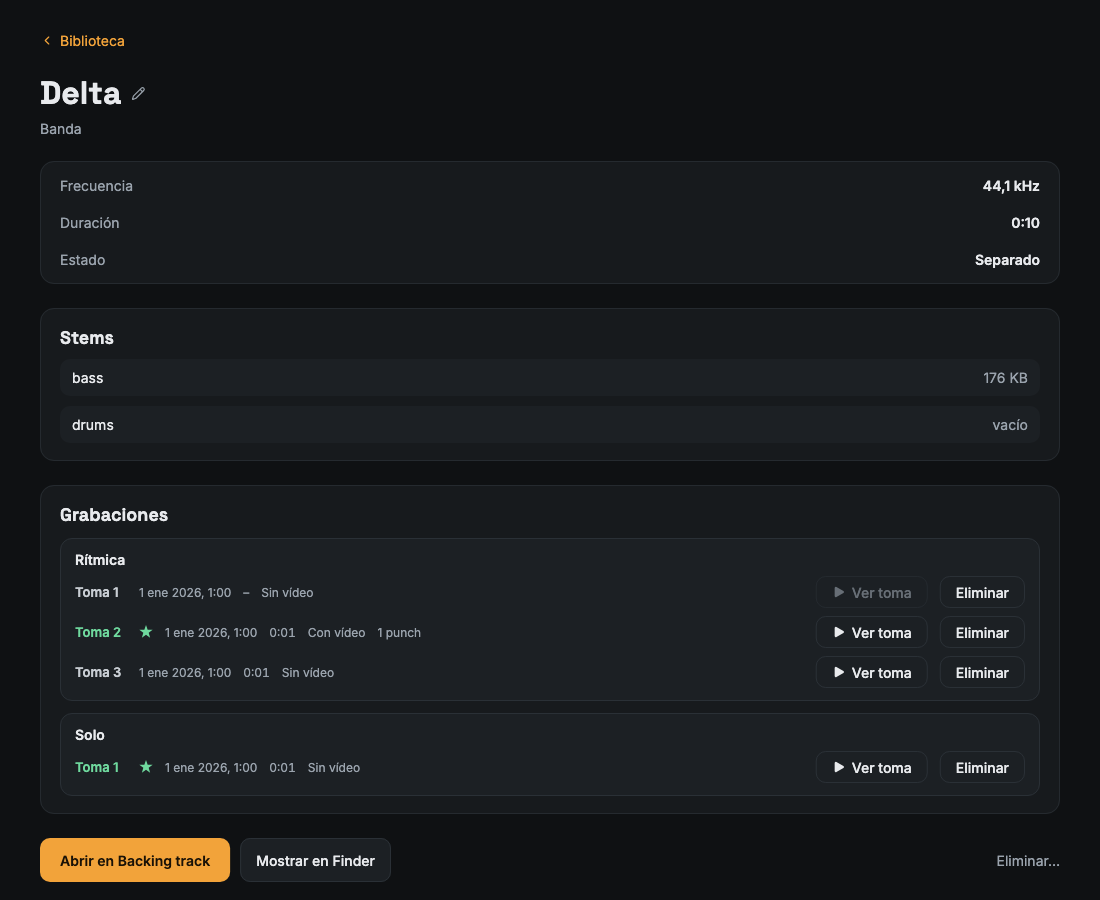 Biblioteca
Delta
Banda
Frecuencia 44,1 kHz
Duración 0:10
Estado Separado
Stems
bass 176 KB
drums vacío
Grabaciones
Rítmica
Toma 1 1 ene 2026, 1:00 – Sin vídeo Ver toma Eliminar
Toma 2 ★ 1 ene 2026, 1:00 0:01 Con vídeo 1 punch Ver toma Eliminar
Toma 3 1 ene 2026, 1:00 0:01 Sin vídeo Ver toma Eliminar
Solo
Toma 1 ★ 1 ene 2026, 1:00 0:01 Sin vídeo Ver toma Eliminar
Abrir en Backing track Mostrar en Finder Eliminar...